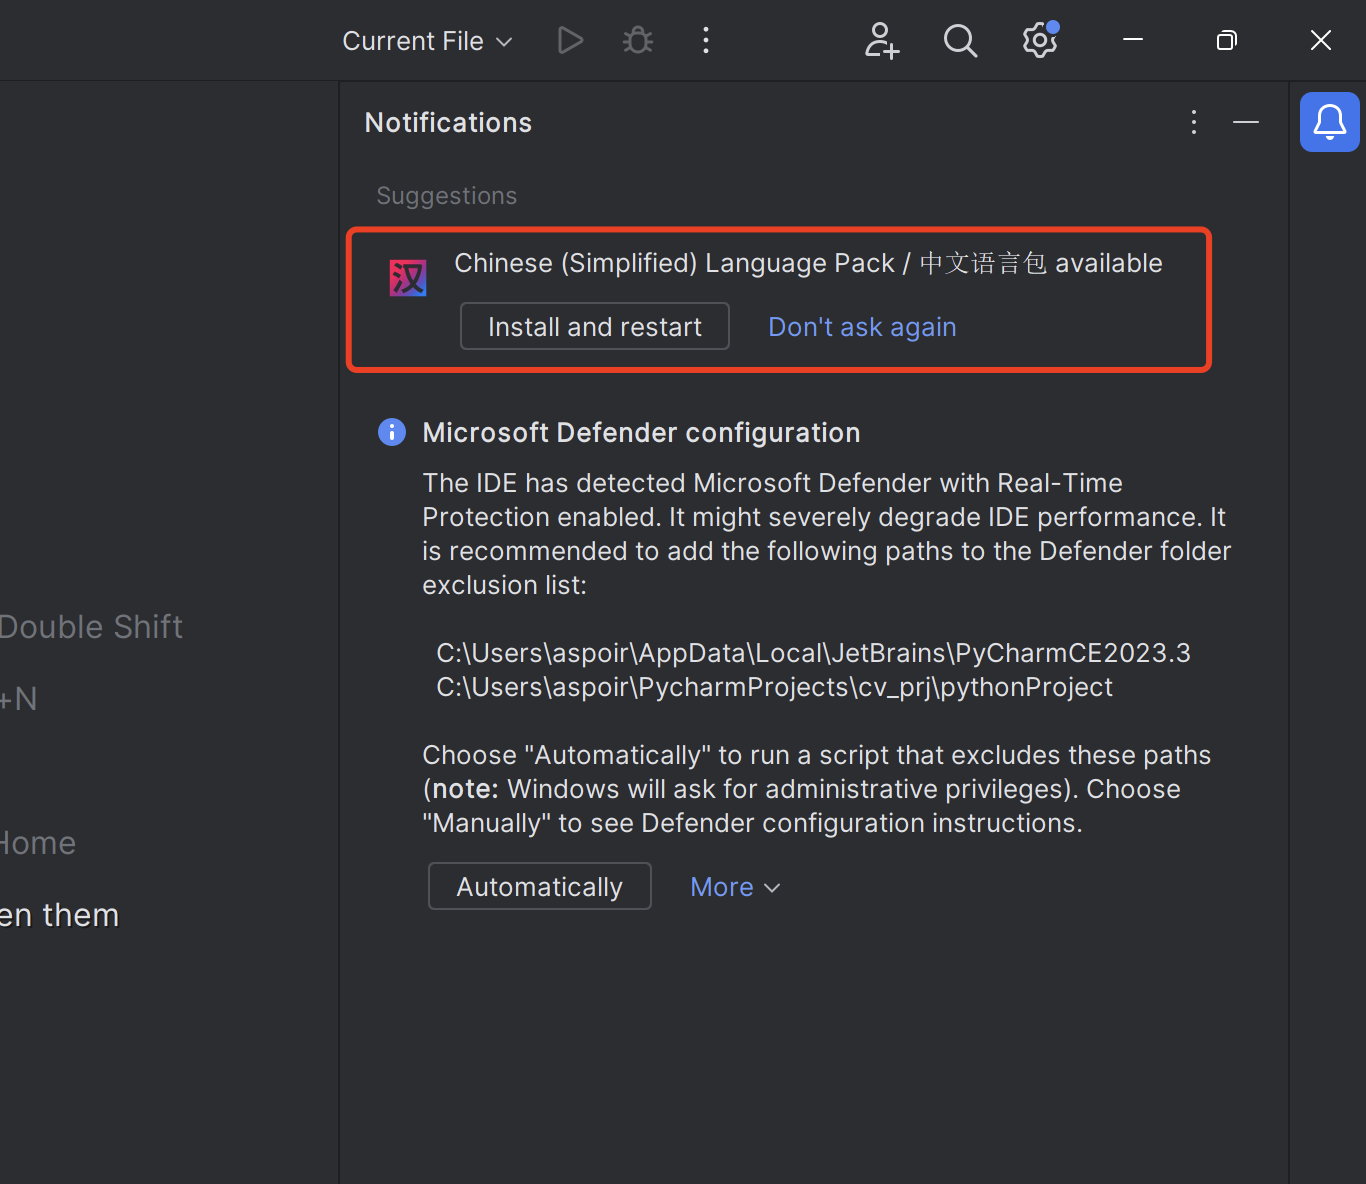 Current File
Notifications
Suggestions
汉
Chinese (Simplified) Language Pack / 中文语言包 available
Install and restart
Don't ask again
Microsoft Defender configuration
The IDE has detected Microsoft Defender with Real-Time
Protection enabled. It might severely degrade IDE performance. It
is recommended to add the following paths to the Defender folder
exclusion list:
C:\Users\aspoir\AppData\Local\JetBrains\PyCharmCE2023.3
C:\Users\aspoir\PycharmProjects\cv_prj\pythonProject
Choose "Automatically" to run a script that excludes these paths
(note: Windows will ask for administrative privileges). Choose
"Manually" to see Defender configuration instructions.
Automatically
More
Double Shift
+N
Home
en them